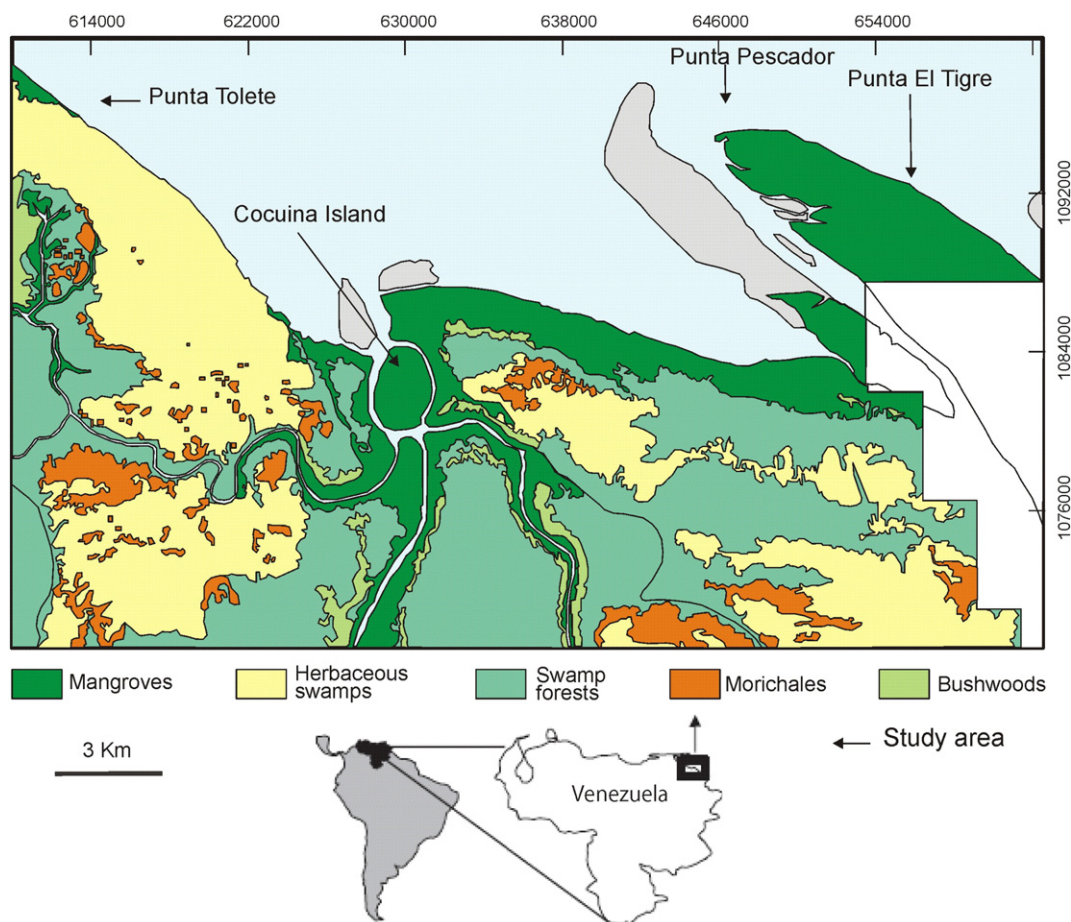 614000 622000 630000 638000 646000 654000
Punta Pescador
Punta El Tigre
Punta Tolete
Cocuina Island
1092000
1084000
1076000
Mangroves
Herbaceous
swamps
Swamp
forests
Morichales
Bushwoods
3 Km
Study area
Venezuela